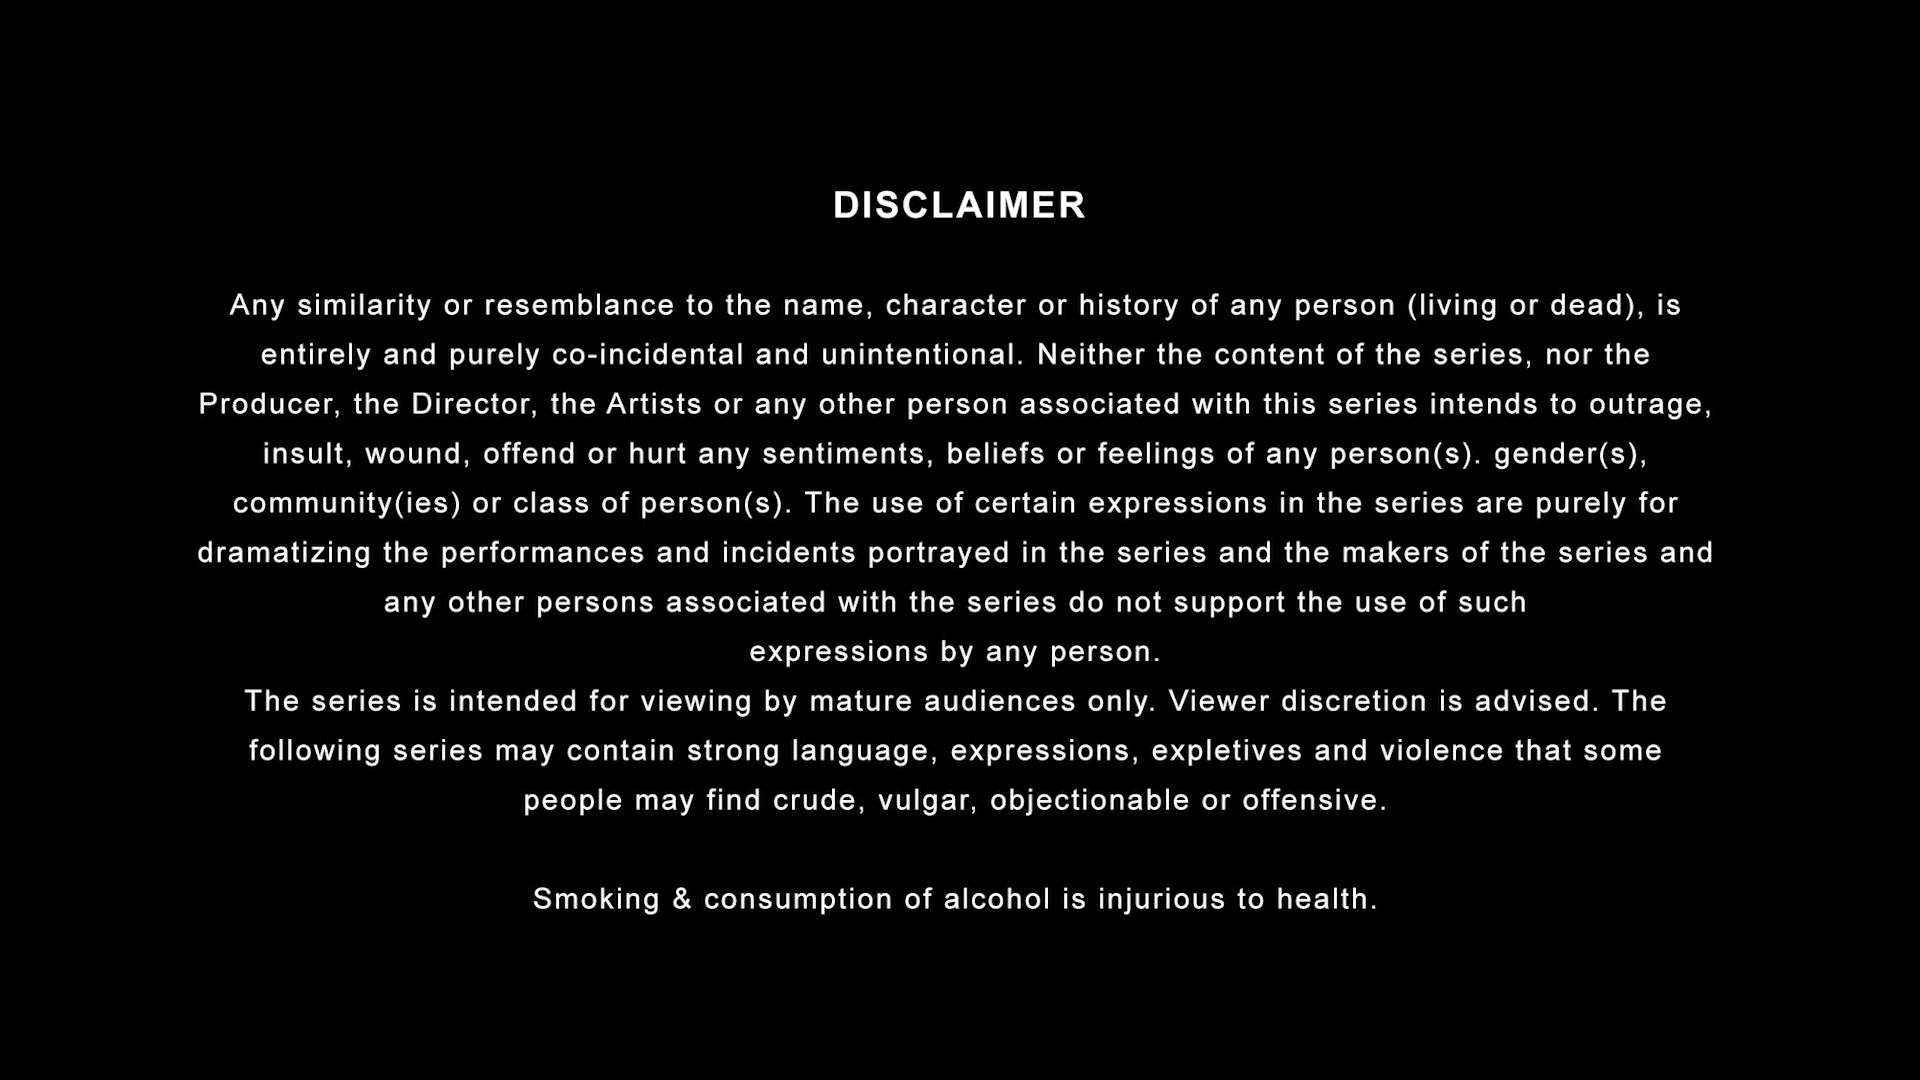 DISCLAIMER
Any similarity or resemblance to the name, character or history of any person (living or dead), is
entirely and purely co-incidental and unintentional. Neither the content of the series, nor the
Producer, the Director, the Artists or any other person associated with this series intends to outrage,
insult, wound, offend or hurt any sentiments, beliefs or feelings of any person(s). gender(s),
community(ies) or class of person(s). The use of certain expressions in the series are purely for
dramatizing the performances and incidents portrayed in the series and the makers of the series and
any other persons associated with the series do not support the use of such
expressions by any person.
The series is intended for viewing by mature audiences only. Viewer discretion is advised. The
following series may contain strong language, expressions, expletives and violence that some
people may find crude, vulgar, objectionable or offensive.
Smoking & consumption of alcohol is injurious to health.